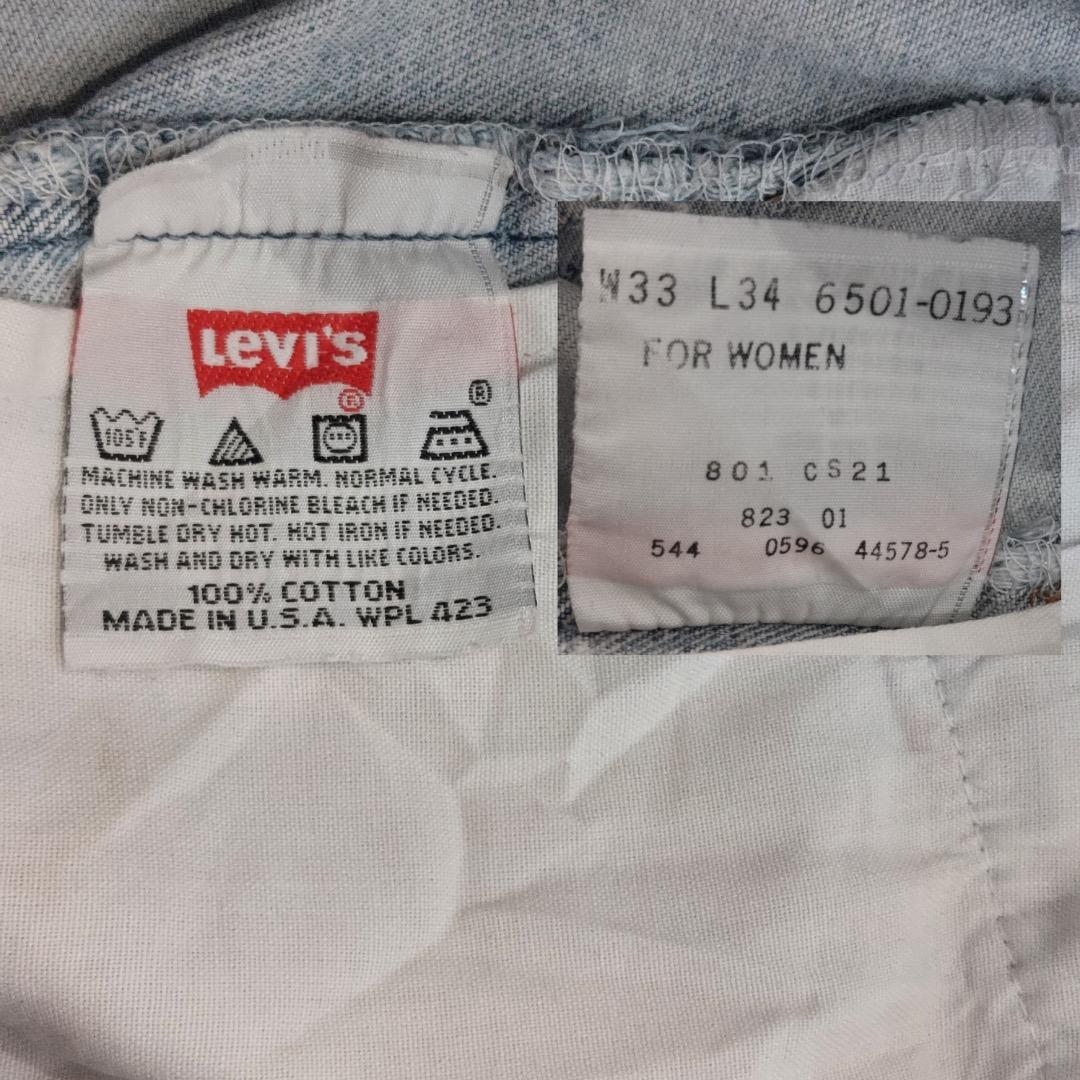 Levi's
®
®
105°F
MACHINE WASH WARM. NORMAL CYCLE.
ONLY NON-CHLORINE BLEACH IF NEEDED.
TUMBLE DRY HOT. HOT IRON IF NEEDED.
WASH AND DRY WITH LIKE COLORS.
100% COTTON
MADE IN U.S.A. WPL 423
W33 L34 6501-0193
FOR WOMEN
801 CS21
823 01
544 0596 44578-5